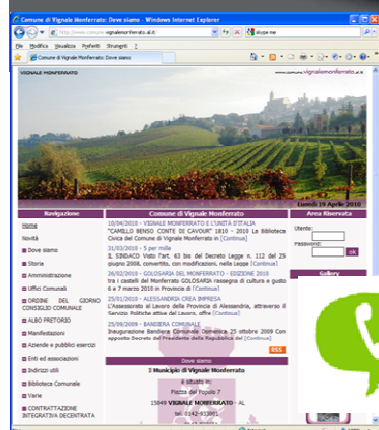 Comune di Vignale Monferrato: Dove siamo - Windows Internet Explorer
http://www.comune.vignalemonferrato.al.it/
skype me
File Modifica Visualizza Preferiti Strumenti ?
Comune di Vignale Monferrato: Dove siamo
VIGNALE MONFERRATO
www.comune.vignalemonferrato.al.it
Lunedì 19 Aprile 2010
Navigazione
Home
Novità
Dove siamo
Storia
Amministrazione
Uffici Comunali
ORDINE DEL GIORNO
CONSIGLIO COMUNALE
ALBO PRETORIO
Manifestazioni
Aziende e pubblici esercizi
Enti ed associazioni
Indirizzi utili
Biblioteca Comunale
Varie
CONTRATTAZIONE
INTEGRATIVA DECENTRATA
Comune di Vignale Monferrato
10/04/2010 - VIGNALE MONFERRATO E L'UNITÀ D'ITALIA
"CAMILLO BENSO CONTE DI CAVOUR" 1810 - 2010 La Biblioteca
Civica del Comune di Vignale Monferrato in [Continua]
31/03/2010 - 5 per mille
IL SINDACO Visto l'art. 63 bis del Decreto Legge n. 112 del 25
giugno 2008, convertito, con modificazioni, nella Legge [Continua]
26/02/2010 - GOLOSARIA DEL MONFERRATO - EDIZIONE 2010
tra i castelli del Monferrato GOLOSARIA rassegna di cultura e gusto
6 e 7 marzo 2010 in Provincia di [Continua]
25/01/2010 - ALESSANDRIA CREA IMPRESA
L'Assessorato al Lavoro della Provincia di Alessandria, attraverso il
Servizio Politiche attive del Lavoro, offre [Continua]
25/09/2009 - BANDIERA COMUNALE
Inaugurazione Bandiera Comunale Domenica 25 ottobre 2009 Con
apposito Decreto del Presidente della Repubblica del [Continua]
RSS
Dove siamo
Il Municipio di Vignale Monferrato
è situato in:
Piazza del Popolo 7
15049 VIGNALE MONFERRATO - AL
tel. 0142-933001
Area Riservata
Utente:
Password:
ok
Gallery